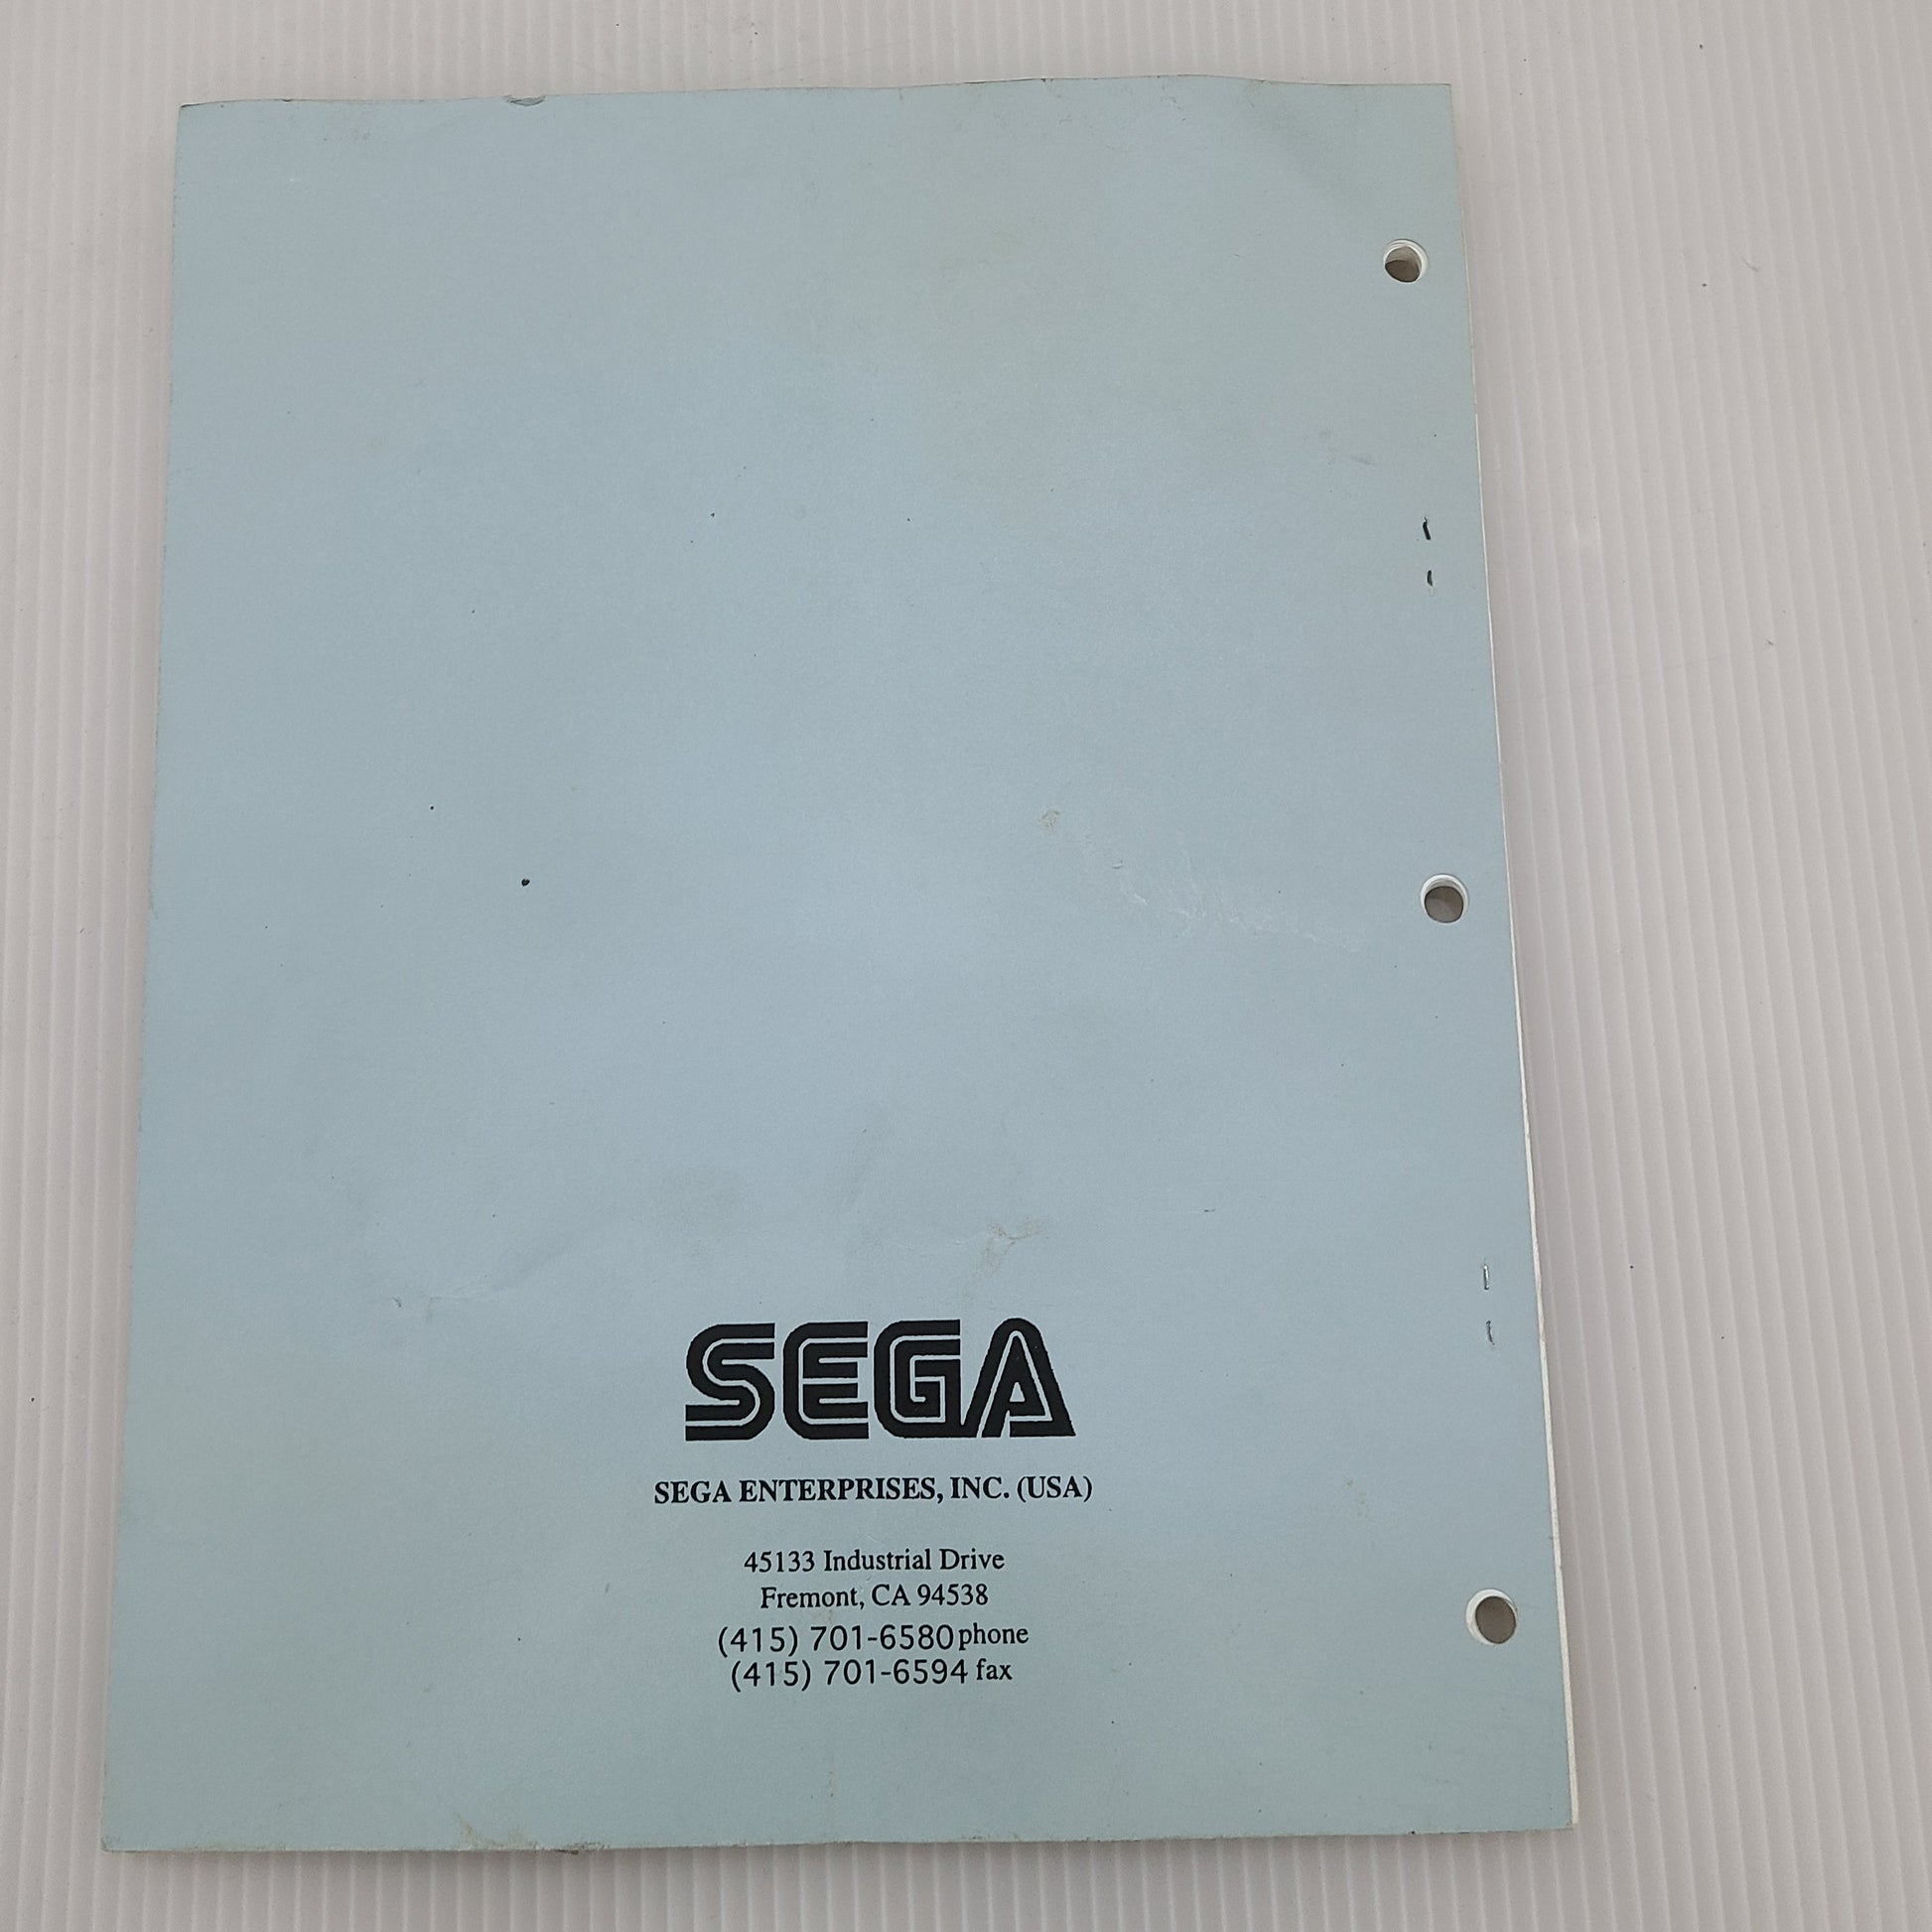 SEGA
SEGA ENTERPRISES, INC. (USA)
45133 Industrial Drive
Fremont, CA 94538
(415) 701-6580 phone
(415) 701-6594 fax